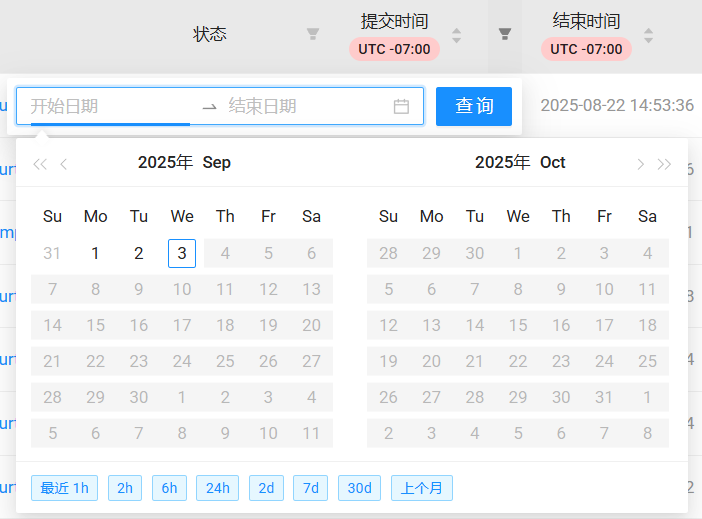 状态 提交时间 结束时间
UTC -07:00 UTC -07:00
开始日期 结束日期 查询 2025-08-22 14:53:36
2025年 Sep 2025年 Oct
Su Mo Tu We Th Fr Sa Su Mo Tu We Th Fr Sa
31 1 2 3 4 5 6 28 29 30 1 2 3 4
7 8 9 10 11 12 13 5 6 7 8 9 10 11
14 15 16 17 18 19 20 12 13 14 15 16 17 18
21 22 23 24 25 26 27 19 20 21 22 23 24 25
28 29 30 1 2 3 4 26 27 28 29 30 31 1
5 6 7 8 9 10 11 2 3 4 5 6 7 8
最近 1h 2h 6h 24h 2d 7d 30d 上个月